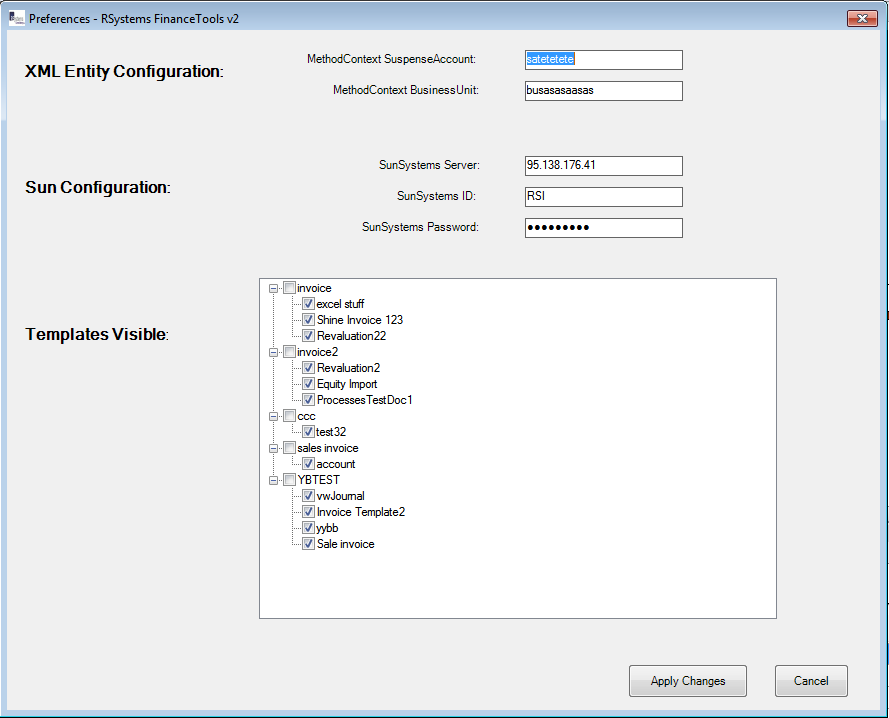 Preferences - RSystems FinanceTools v2
XML Entity Configuration:
MethodContext SuspenseAccount: satetetete
MethodContext BusinessUnit: busasasaasas
Sun Configuration:
SunSystems Server: 95.138.176.41
SunSystems ID: RSI
SunSystems Password: ●●●●●●●●●
Templates Visible:
invoice
excel stuff
Shine Invoice 123
Revaluation22
invoice2
Revaluation2
Equity Import
ProcessesTestDoc1
ccc
test32
sales invoice
account
YBTEST
vwJournal
Invoice Template2
yybb
Sale invoice
Apply Changes
Cancel